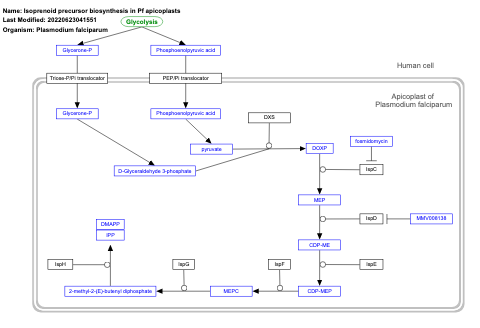 Name: Isoprenoid precursor biosynthesis in Pf apicoplasts
Last Modified: 20220623041551
Organism: Plasmodium falciparum
Glycolysis
Glycerone-P
Phosphoenolpyruvic acid
Human cell
Triose-P/Pi translocator
PEP/Pi translocator
Apicoplast of
Plasmodium falciparum
Glycerone-P
Phosphoenolpyruvic acid
DXS
pyruvate
DOXP
fosmidomycin
D-Glyceraldehyde 3-phosphate
IspC
MEP
IspD
MMV008138
DMAPP
IPP
CDP-ME
IspH
IspG
IspF
IspE
2-methyl-2-(E)-butenyl diphosphate
MEPC
CDP-MEP